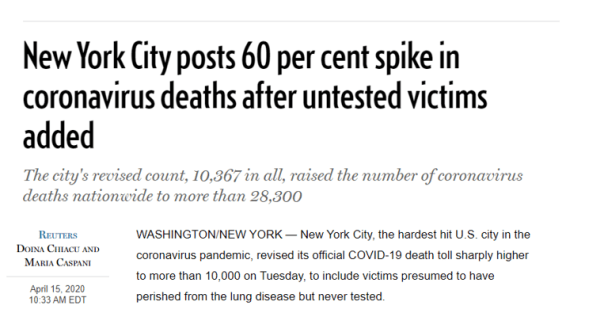 New York City posts 60 per cent spike in
coronavirus deaths after untested victims
added
The city's revised count, 10,367 in all, raised the number of coronavirus
deaths nationwide to more than 28,300
REUTERS
DOINA CHIACU AND
MARIA CASPANI
April 15, 2020
10:33 AM EDT
WASHINGTON/NEW YORK — New York City, the hardest hit U.S. city in the
coronavirus pandemic, revised its official COVID-19 death toll sharply higher
to more than 10,000 on Tuesday, to include victims presumed to have
perished from the lung disease but never tested.